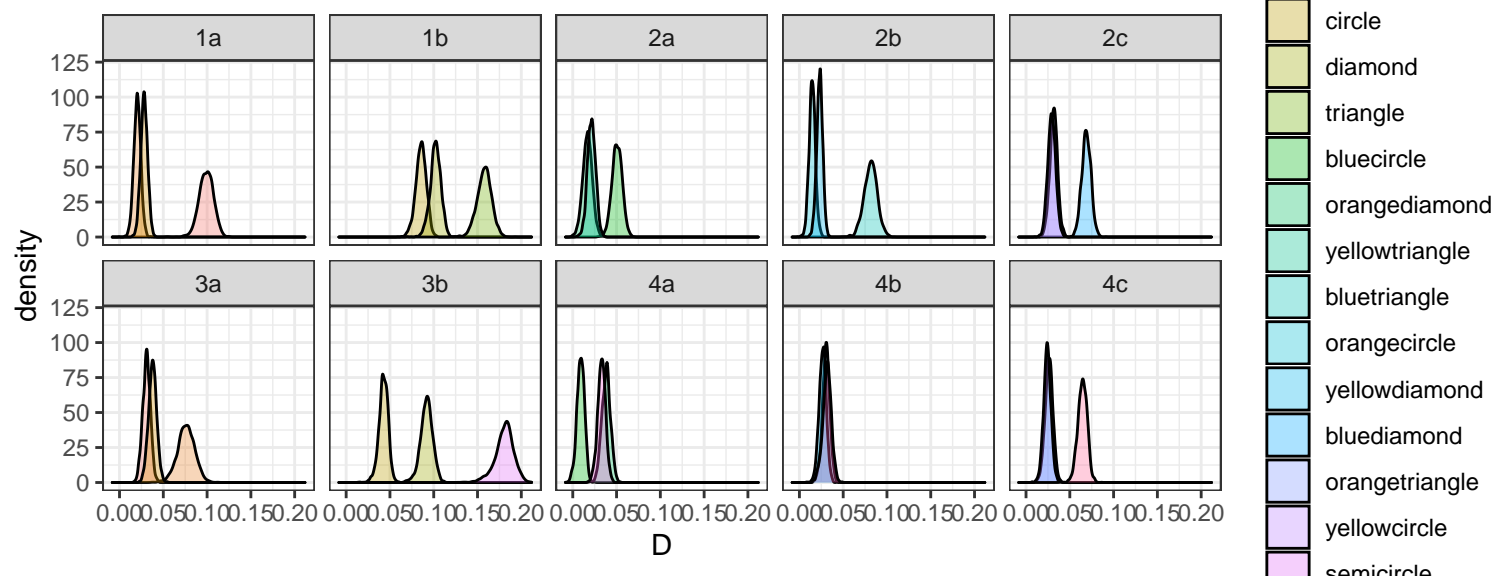 1a 1b 2a 2b 2c
125
100
75
50
25
0
3a 3b 4a 4b 4c
125
100
75
50
25
0
0.00 0.05 0.10 0.15 0.20 0.00 0.05 0.10 0.15 0.20 0.00 0.05 0.10 0.15 0.20 0.00 0.05 0.10 0.15 0.20 0.00 0.05 0.10 0.15 0.20
density
D
circle
diamond
triangle
bluecircle
orangediamond
yellowtriangle
bluetriangle
orangecircle
yellowdiamond
bluediamond
orangetriangle
yellowcircle
semicircle